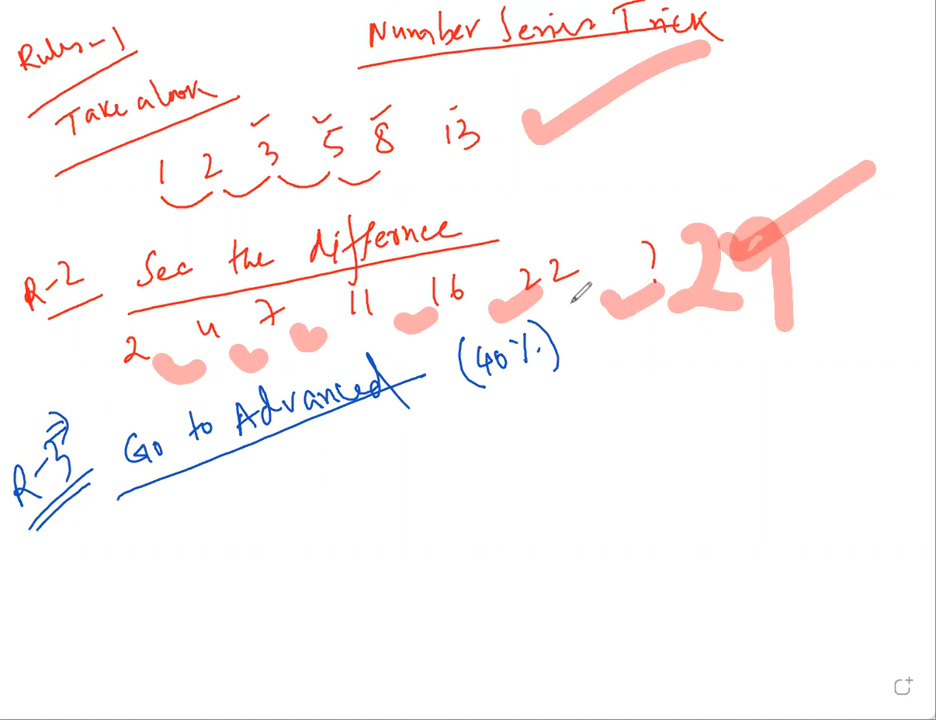 Number Series Trick
Rules-1
Take a look
1 2 3 5 8 13
R-2 See the differnce
2 4 7 11 16 22 ? 29
R-3 Go to Advanced (40%)